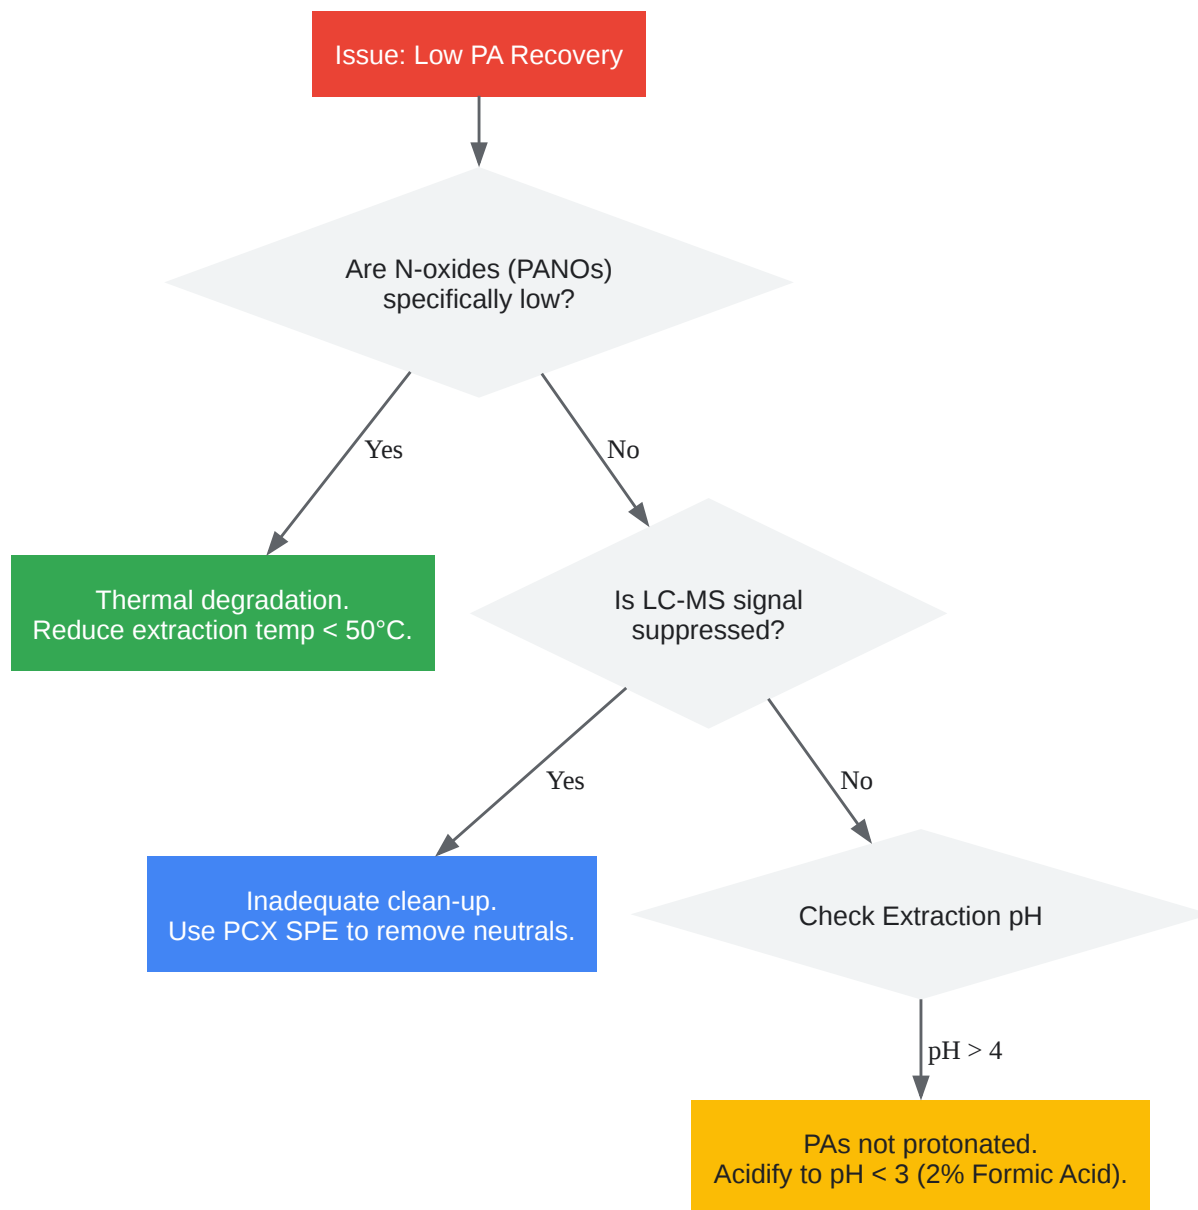 Issue: Low PA Recovery
Are N-oxides (PANOs)
specifically low?
Yes
No
Thermal degradation.
Reduce extraction temp < 50°C.
Is LC-MS signal
suppressed?
Yes
No
Inadequate clean-up.
Use PCX SPE to remove neutrals.
Check Extraction pH
pH > 4
PAs not protonated.
Acidify to pH < 3 (2% Formic Acid).